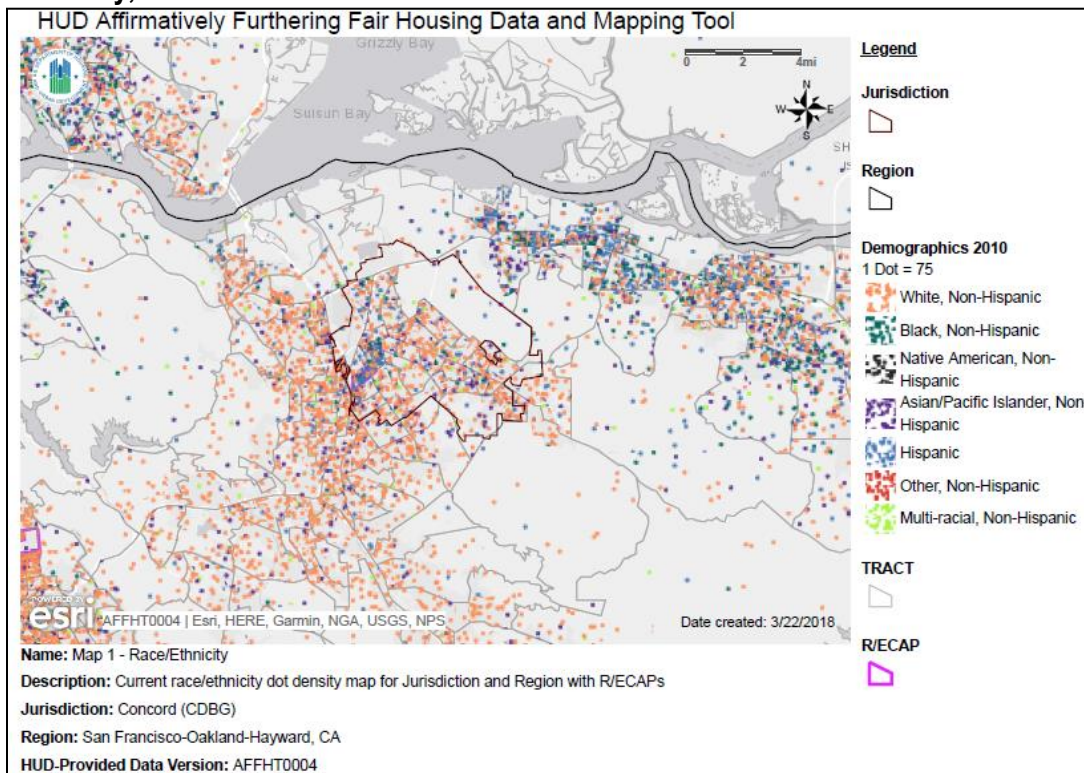 HUD Affirmatively Furthering Fair Housing Data and Mapping Tool
Grizzly Bay
Suisun Bay
0 2 4mi
N
W E
S
SH
Legend
Jurisdiction
Region
Demographics 2010
1 Dot = 75
White, Non-Hispanic
Black, Non-Hispanic
Native American, Non-
Hispanic
Asian/Pacific Islander, Non
Hispanic
Hispanic
Other, Non-Hispanic
Multi-racial, Non-Hispanic
TRACT
R/ECAP
POWERED BY
esri
AFFHT0004 | Esri, HERE, Garmin, NGA, USGS, NPS
Date created: 3/22/2018
Name: Map 1 - Race/Ethnicity
Description: Current race/ethnicity dot density map for Jurisdiction and Region with R/ECAPs
Jurisdiction: Concord (CDBG)
Region: San Francisco-Oakland-Hayward, CA
HUD-Provided Data Version: AFFHT0004